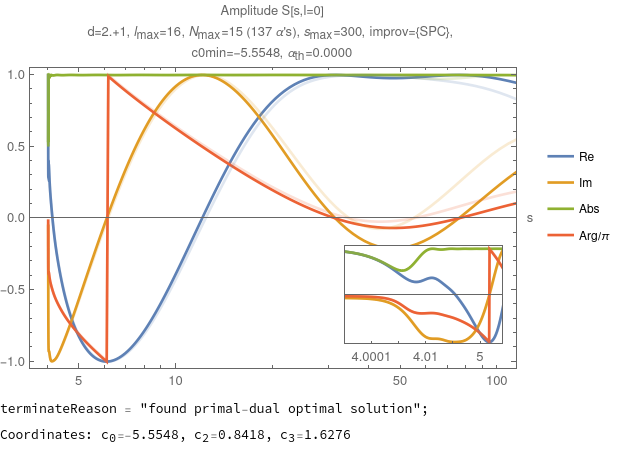 Amplitude S[s,l=0]
d=2.+1, lmax=16, Nmax=15 (137 α's), smax=300, improv={SPC},
c0min=-5.5548, αth=0.0000
1.0
0.5
0.0
-0.5
-1.0
5
10
50
100
s
4.0001
4.01
5
Re
Im
Abs
Arg/π
terminateReason = "found primal-dual optimal solution";
Coordinates: c0=-5.5548, c2=0.8418, c3=1.6276